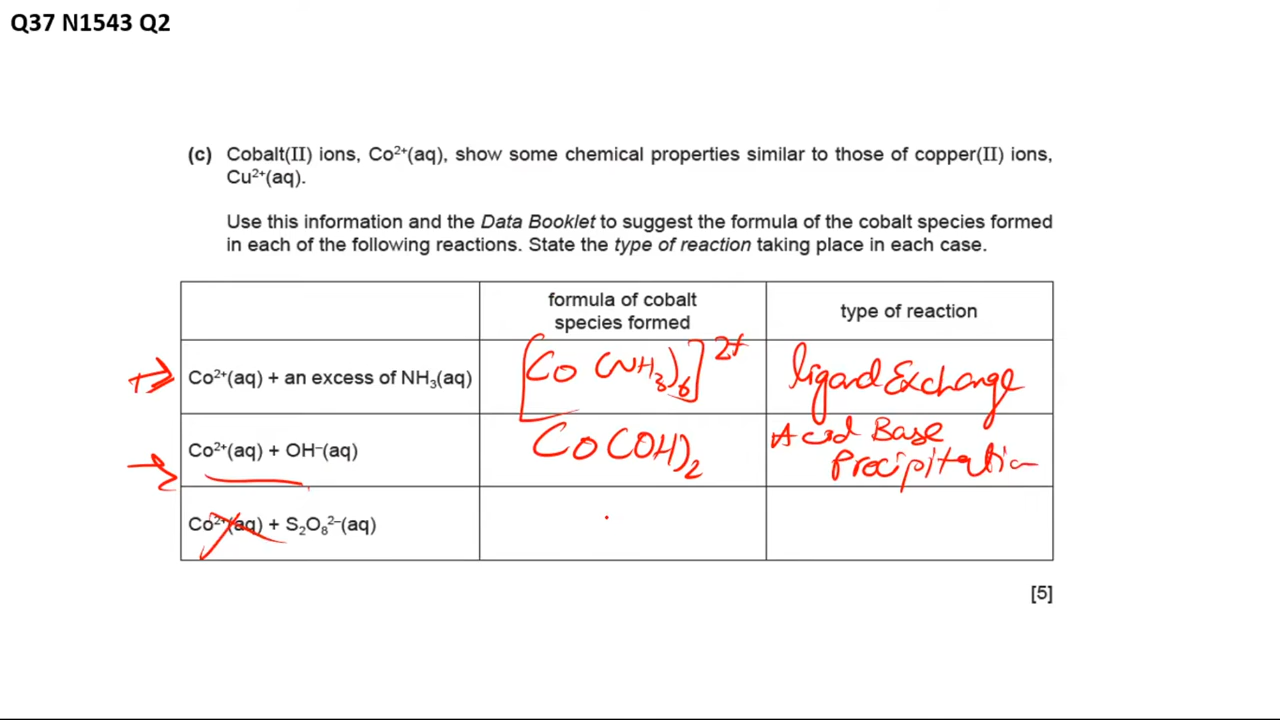 Q37 N1543 Q2
(c) Cobalt(II) ions, Co²⁺(aq), show some chemical properties similar to those of copper(II) ions,
Cu²⁺(aq).
Use this information and the Data Booklet to suggest the formula of the cobalt species formed
in each of the following reactions. State the type of reaction taking place in each case.
formula of cobalt
species formed
type of reaction
Co²⁺(aq) + an excess of NH₃(aq)
[Co (NH₃)₆]²⁺
ligand Exchange
Co²⁺(aq) + OH⁻(aq)
Co(OH)₂
Acid Base
Precipitation
Co²⁺(aq) + S₂O₈²⁻(aq)
[5]